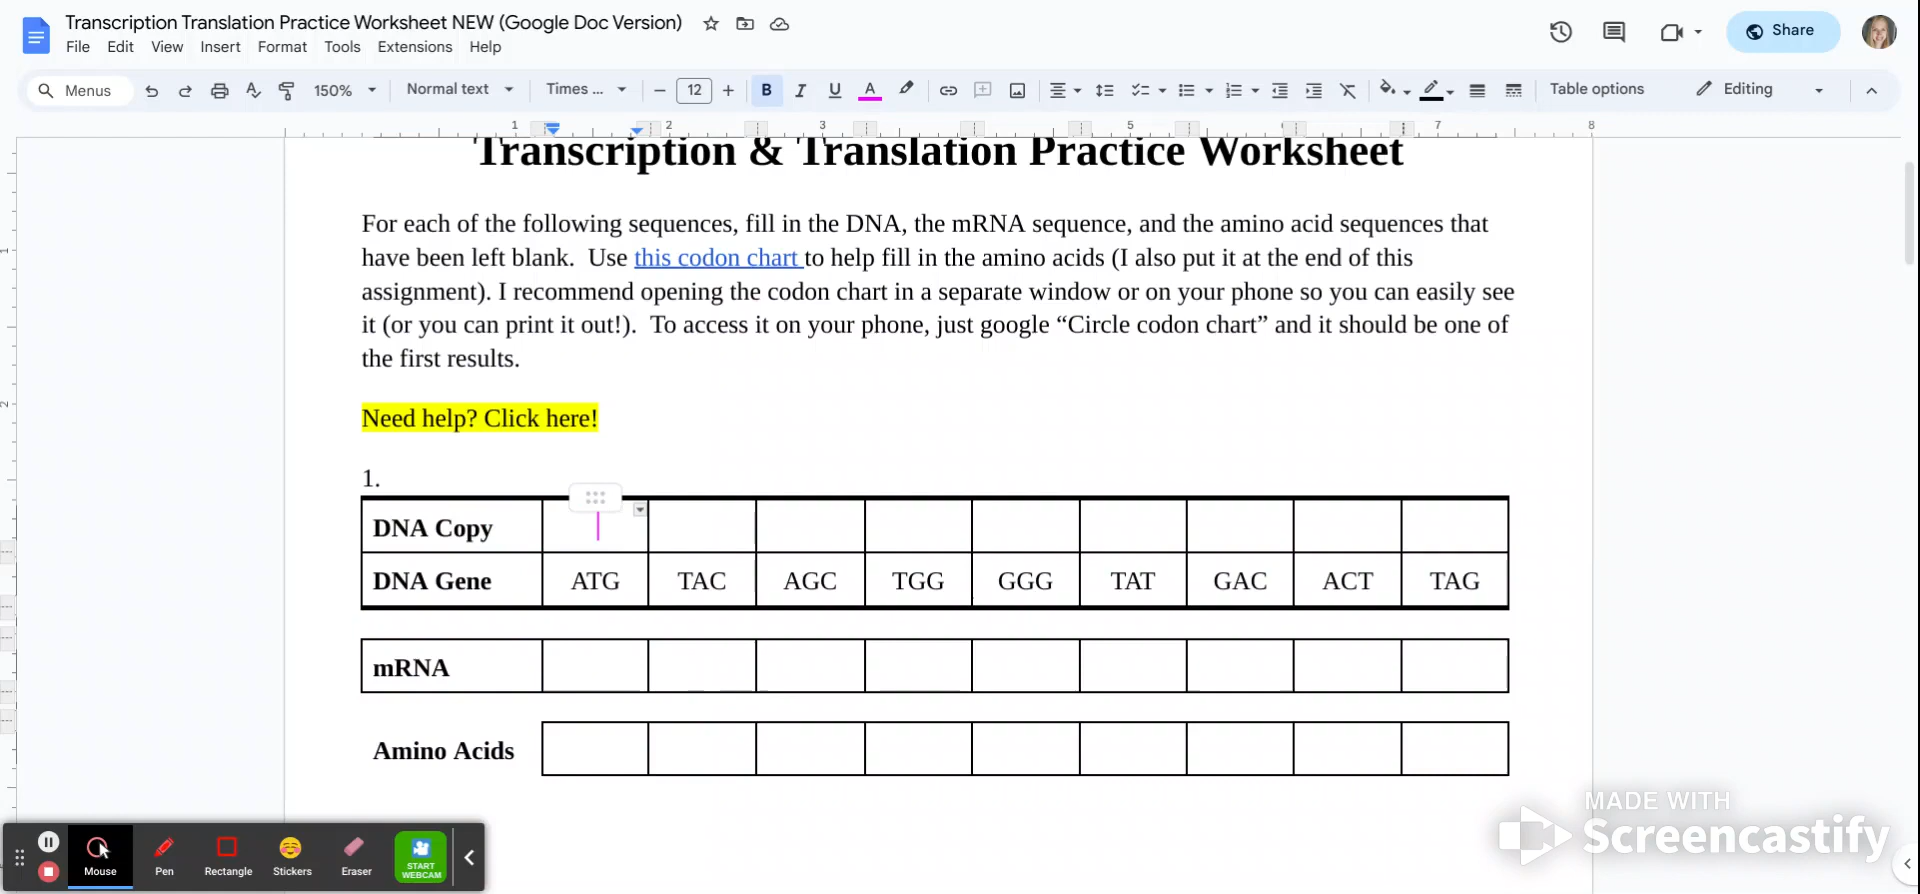 Transcription Translation Practice Worksheet NEW (Google Doc Version)
File Edit View Insert Format Tools Extensions Help
Share
Menus 150% Normal text Times ... 12 B I U A Table options Editing
1 2 3 5 7 8
Transcription & Translation Practice Worksheet
For each of the following sequences, fill in the DNA, the mRNA sequence, and the amino acid sequences that
have been left blank. Use this codon chart to help fill in the amino acids (I also put it at the end of this
assignment). I recommend opening the codon chart in a separate window or on your phone so you can easily see
it (or you can print it out!). To access it on your phone, just google “Circle codon chart” and it should be one of
the first results.
Need help? Click here!
1.
DNA Copy
DNA Gene ATG TAC AGC TGG GGG TAT GAC ACT TAG
mRNA
Amino Acids
MADE WITH
Screencastify
Mouse Pen Rectangle Stickers Eraser START WEBCAM